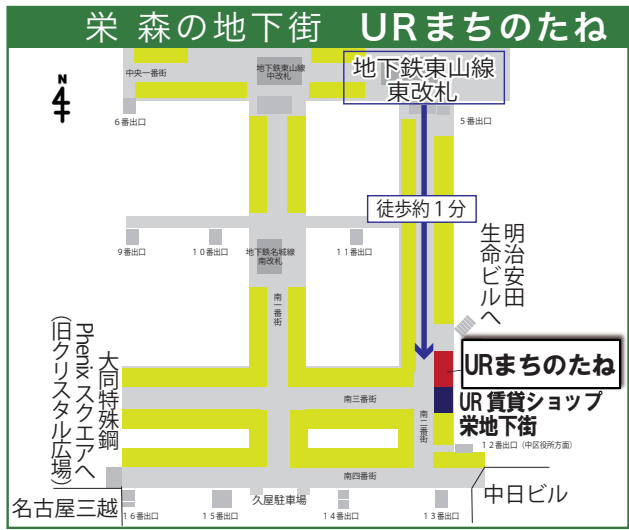 栄 森の地下街 URまちのたね
N
中央一番街
地下鉄東山線
中改札
地下鉄東山線
東改札
6番出口
5番出口
徒歩約1分
9番出口
10番出口
地下鉄名城線
南改札
11番出口
明治安田
生命ビルへ
南一番街
大同特殊鋼
Phenixスクエアへ
(旧クリスタル広場)
URまちのたね
UR賃貸ショップ
栄地下街
南三番街
南二番街
12番出口(中区役所方面)
南四番街
名古屋三越
16番出口
15番出口
久屋駐車場
14番出口
13番出口
中日ビル